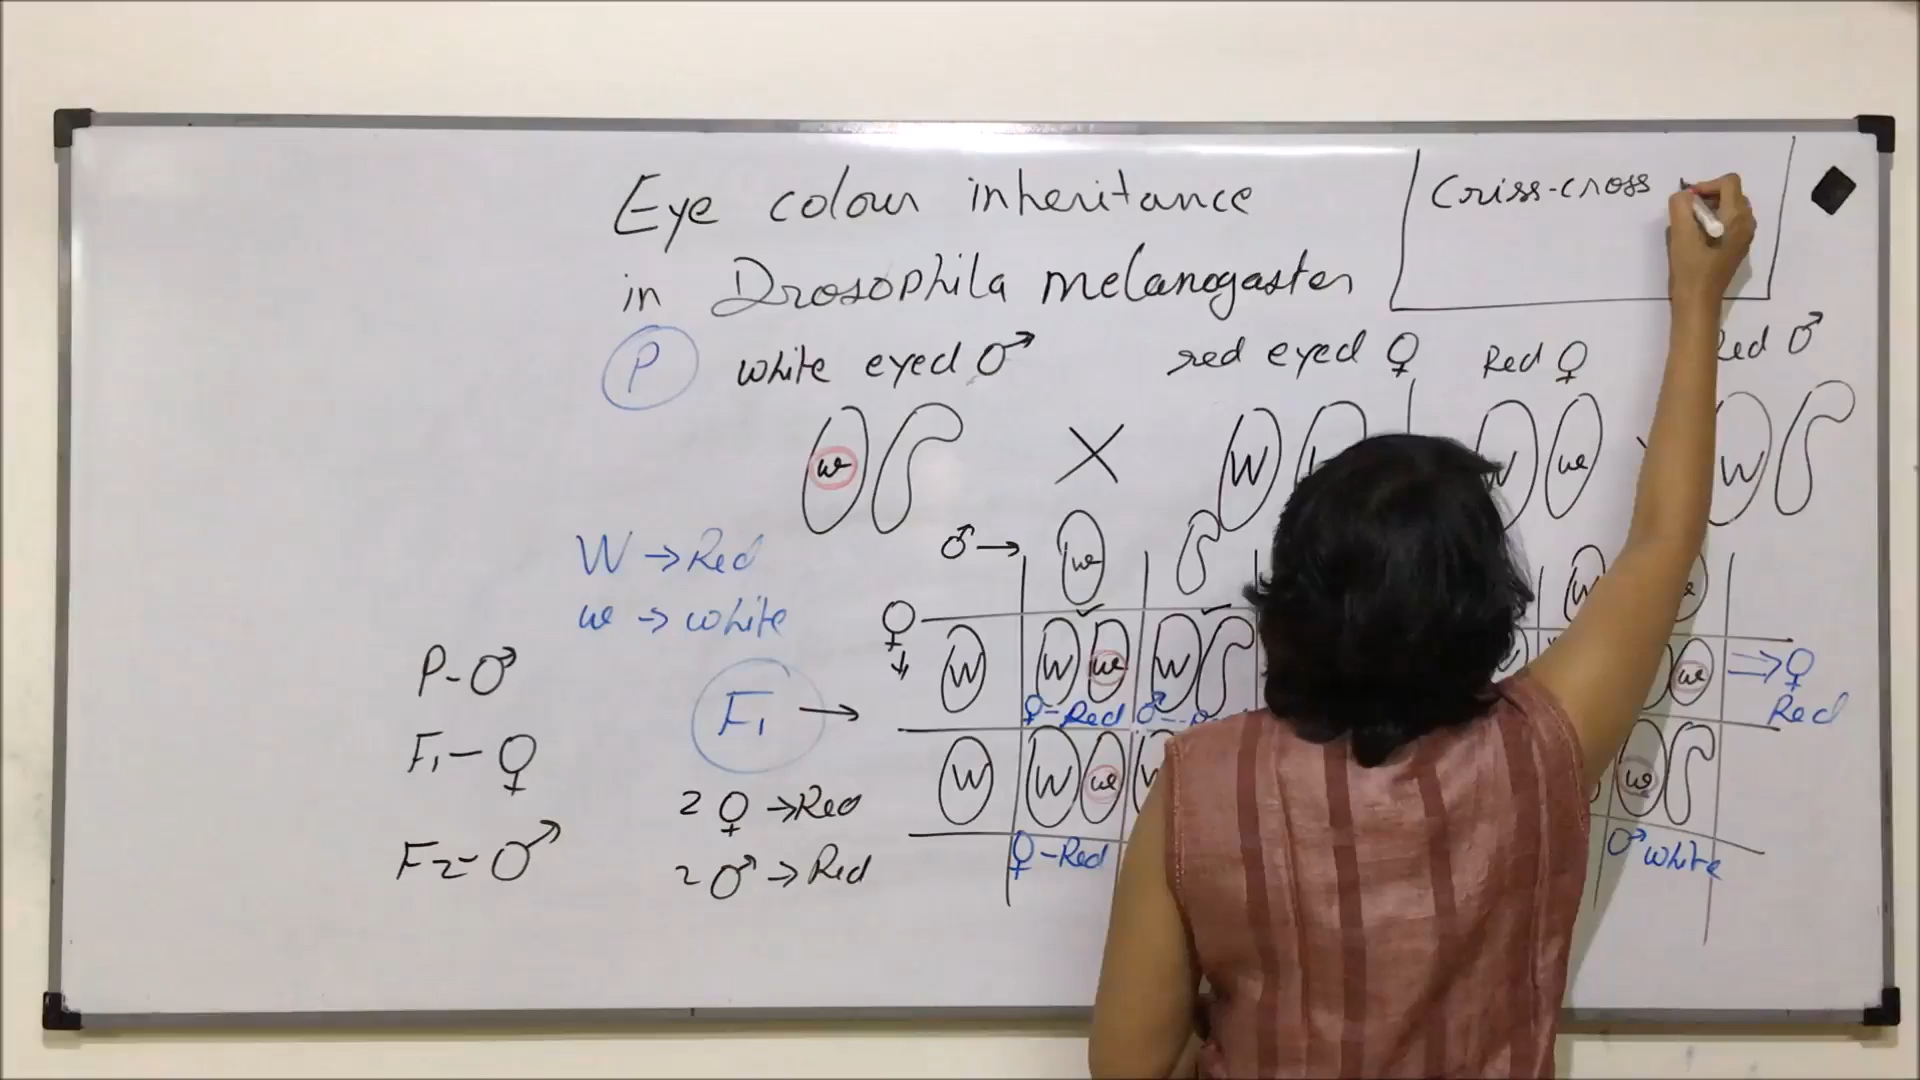 Eye colour inheritance
in Drosophila melanogaster
Criss-cross
P white eyed ♂ red eyed ♀ Red ♀ Red ♂
w × W W w W
W → Red
w → white
♂ → w
♀ ↓
W W w W w ⇒ ♀
♀-Red ♂- Red
P-♂
F₁ →
F₁-♀
W W w w
2 ♀ → Red
♀-Red ♂ white
F2-♂
2 ♂ → Red